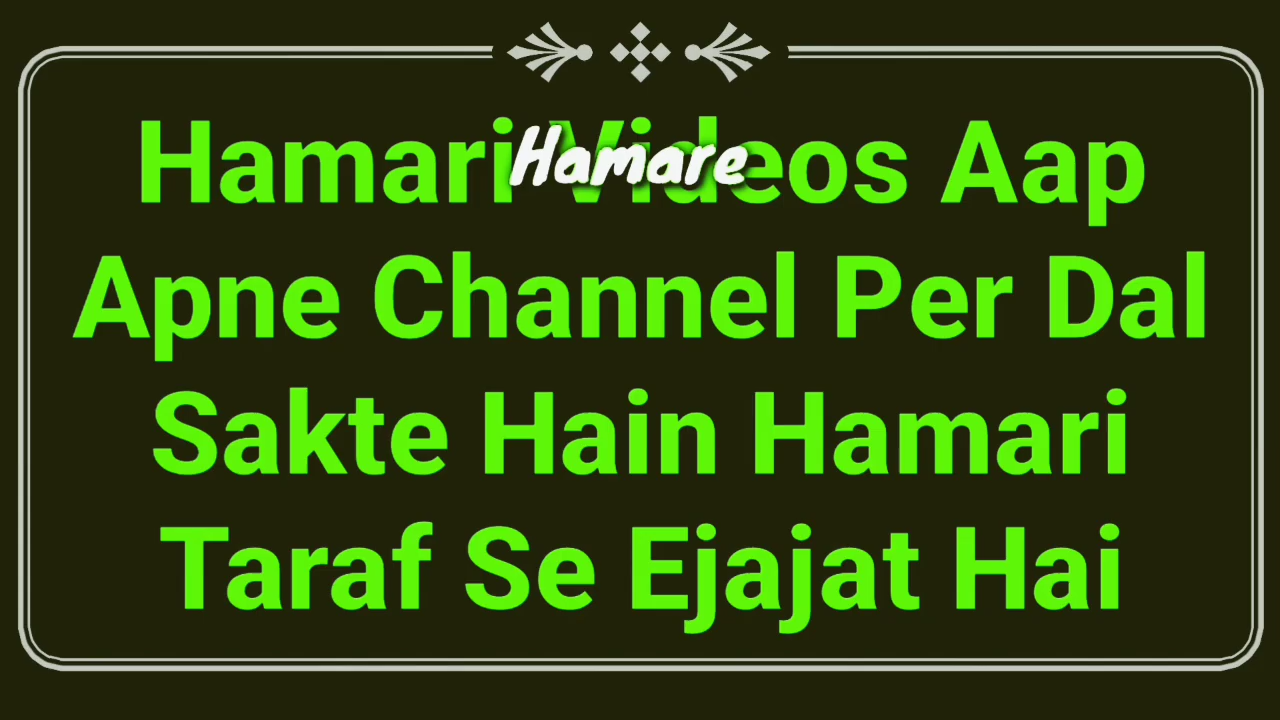 Hamari Videos Aap
Hamare
Apne Channel Per Dal
Sakte Hain Hamari
Taraf Se Ejajat Hai